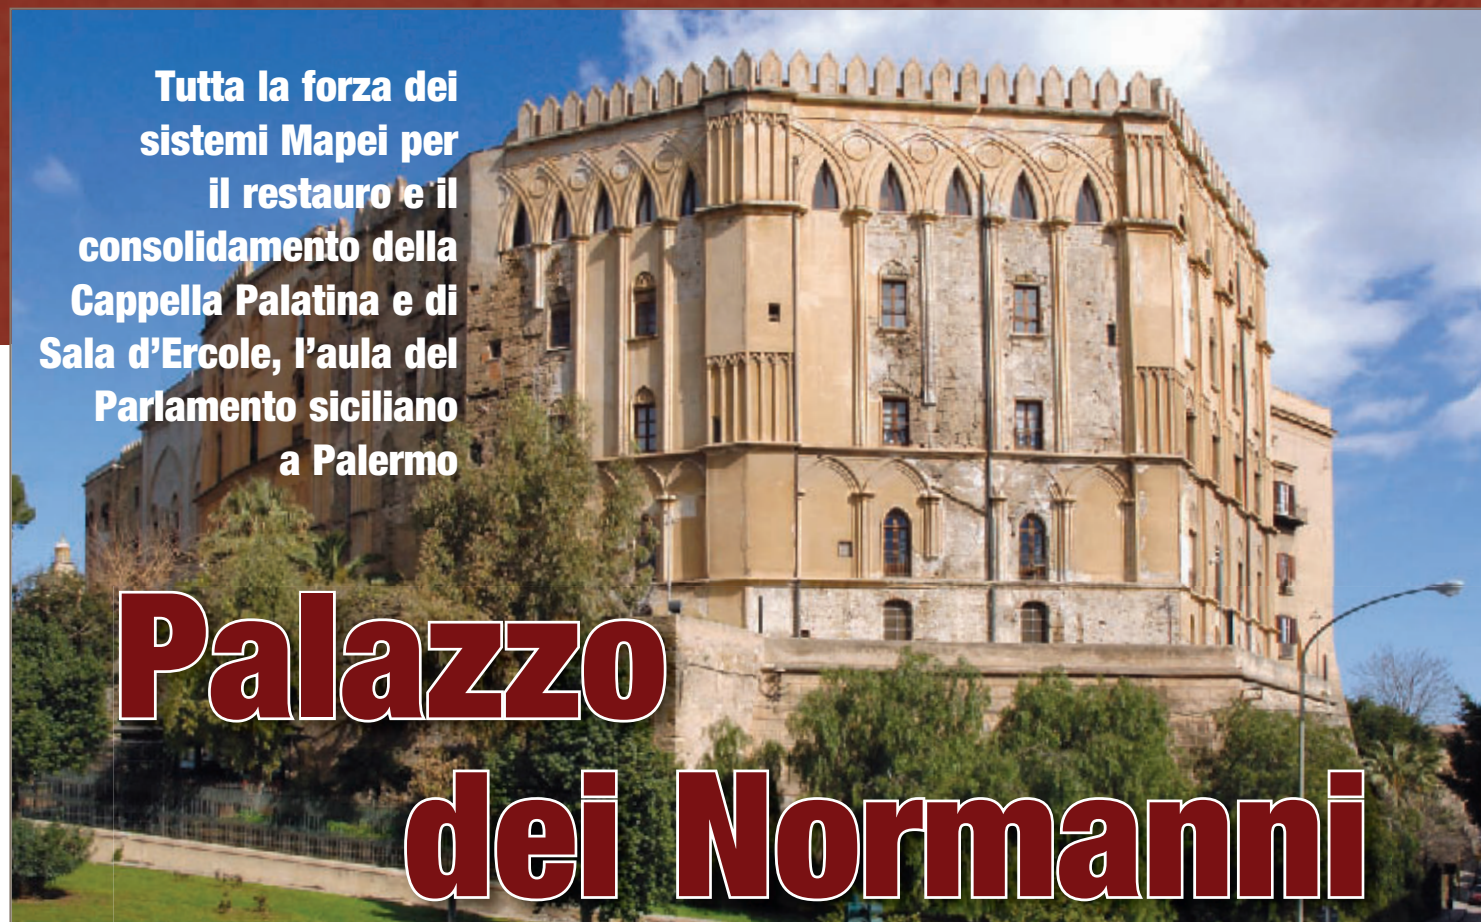 Tutta la forza dei
sistemi Mapei per
il restauro e il
consolidamento della
Cappella Palatina e di
Sala d’Ercole, l’aula del
Parlamento siciliano
a Palermo
Palazzo
dei Normanni